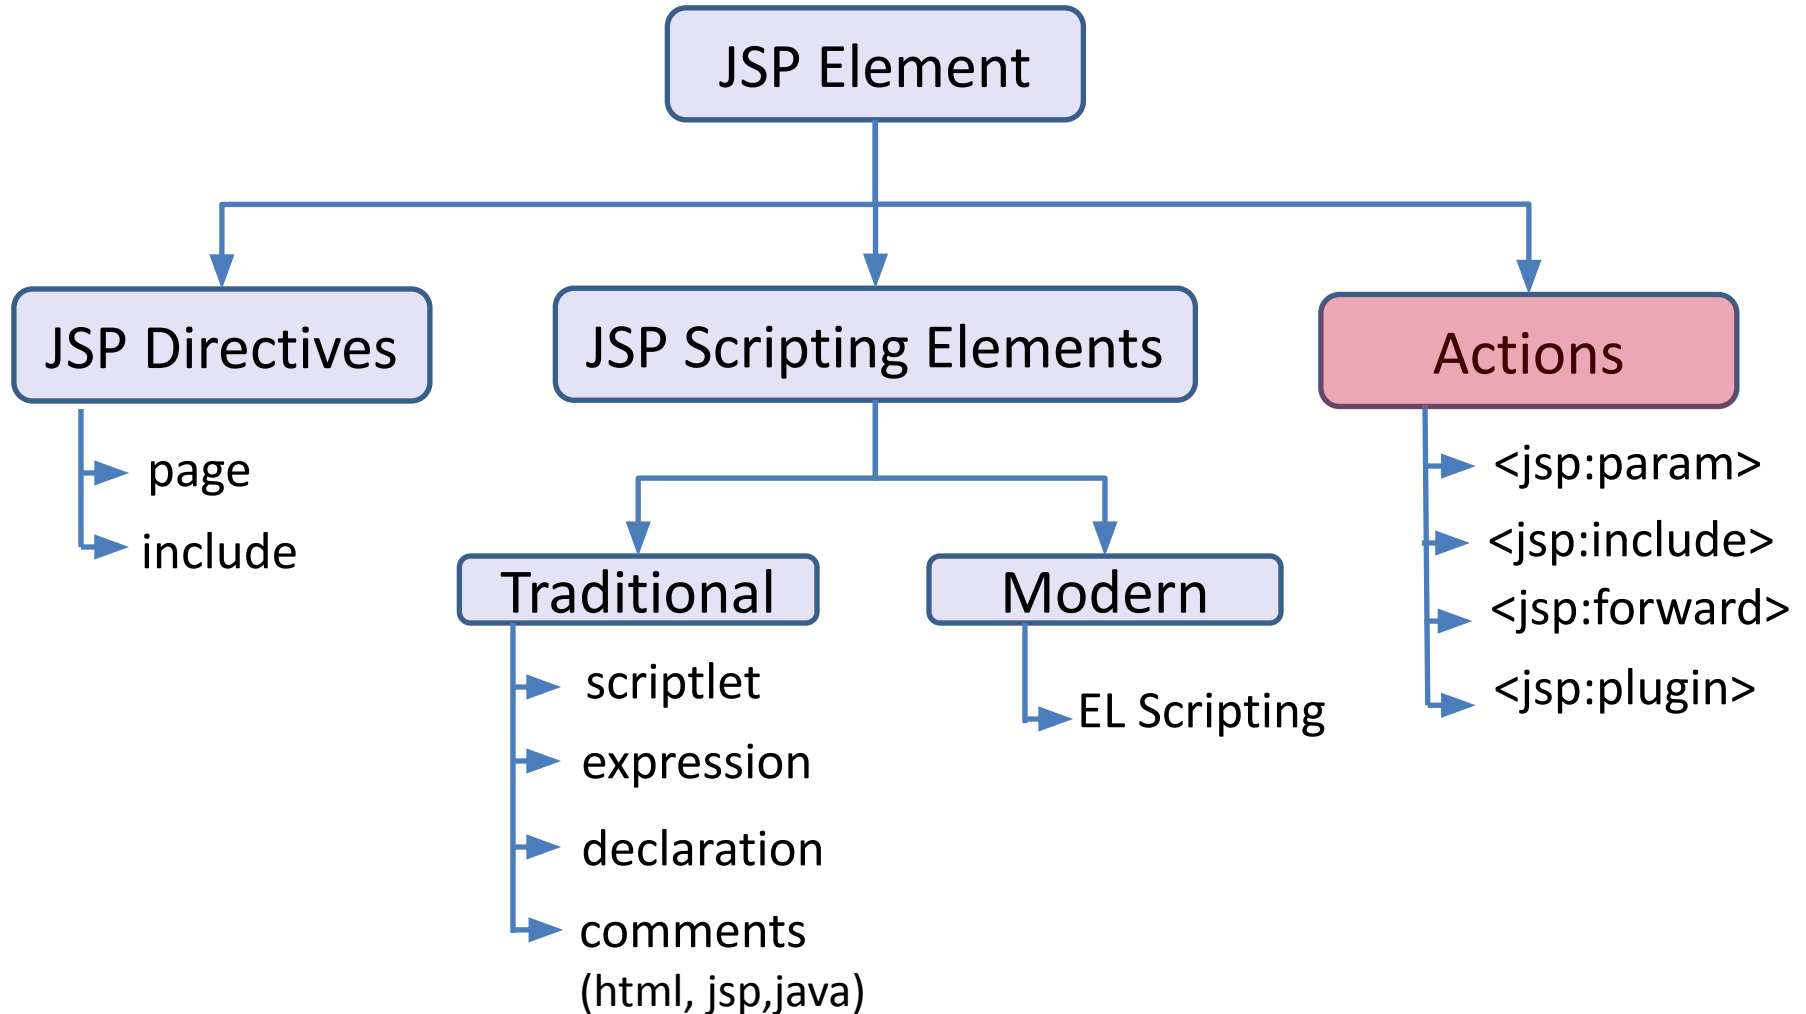 JSP Element
JSP Directives
JSP Scripting Elements
Actions
page
include
Traditional
Modern
scriptlet
expression
declaration
comments
(html, jsp,java)
EL Scripting
<jsp:param>
<jsp:include>
<jsp:forward>
<jsp:plugin>